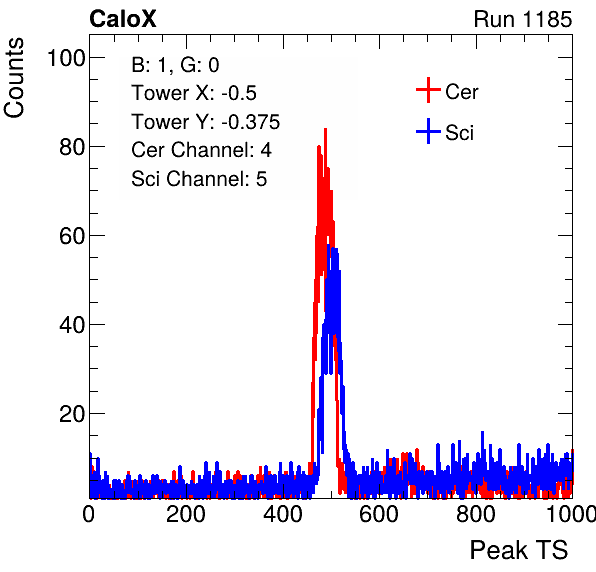 CaloX Run 1185
Counts
100
80
60
40
20
B: 1, G: 0
Tower X: -0.5
Tower Y: -0.375
Cer Channel: 4
Sci Channel: 5
Cer
Sci
0 200 400 600 800 1000
Peak TS